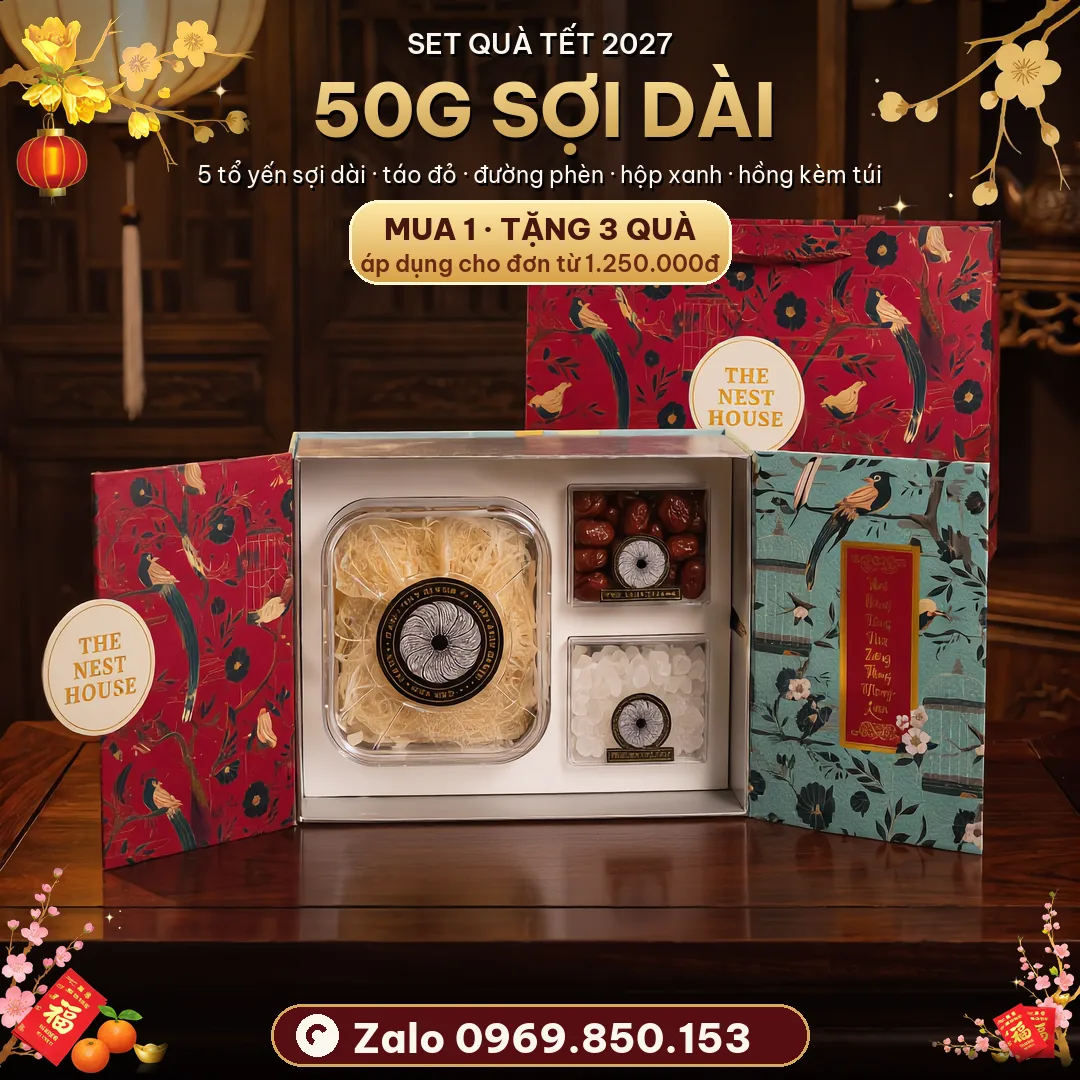 SET QUÀ TẾT 2027
50G SỢI DÀI
5 tổ yến sợi dài · táo đỏ · đường phèn · hộp xanh · hồng kèm túi
MUA 1 · TẶNG 3 QUÀ
áp dụng cho đơn từ 1.250.000đ
THE
NEST
HOUSE
THE
NEST
HOUSE
福
福
Zalo 0969.850.153